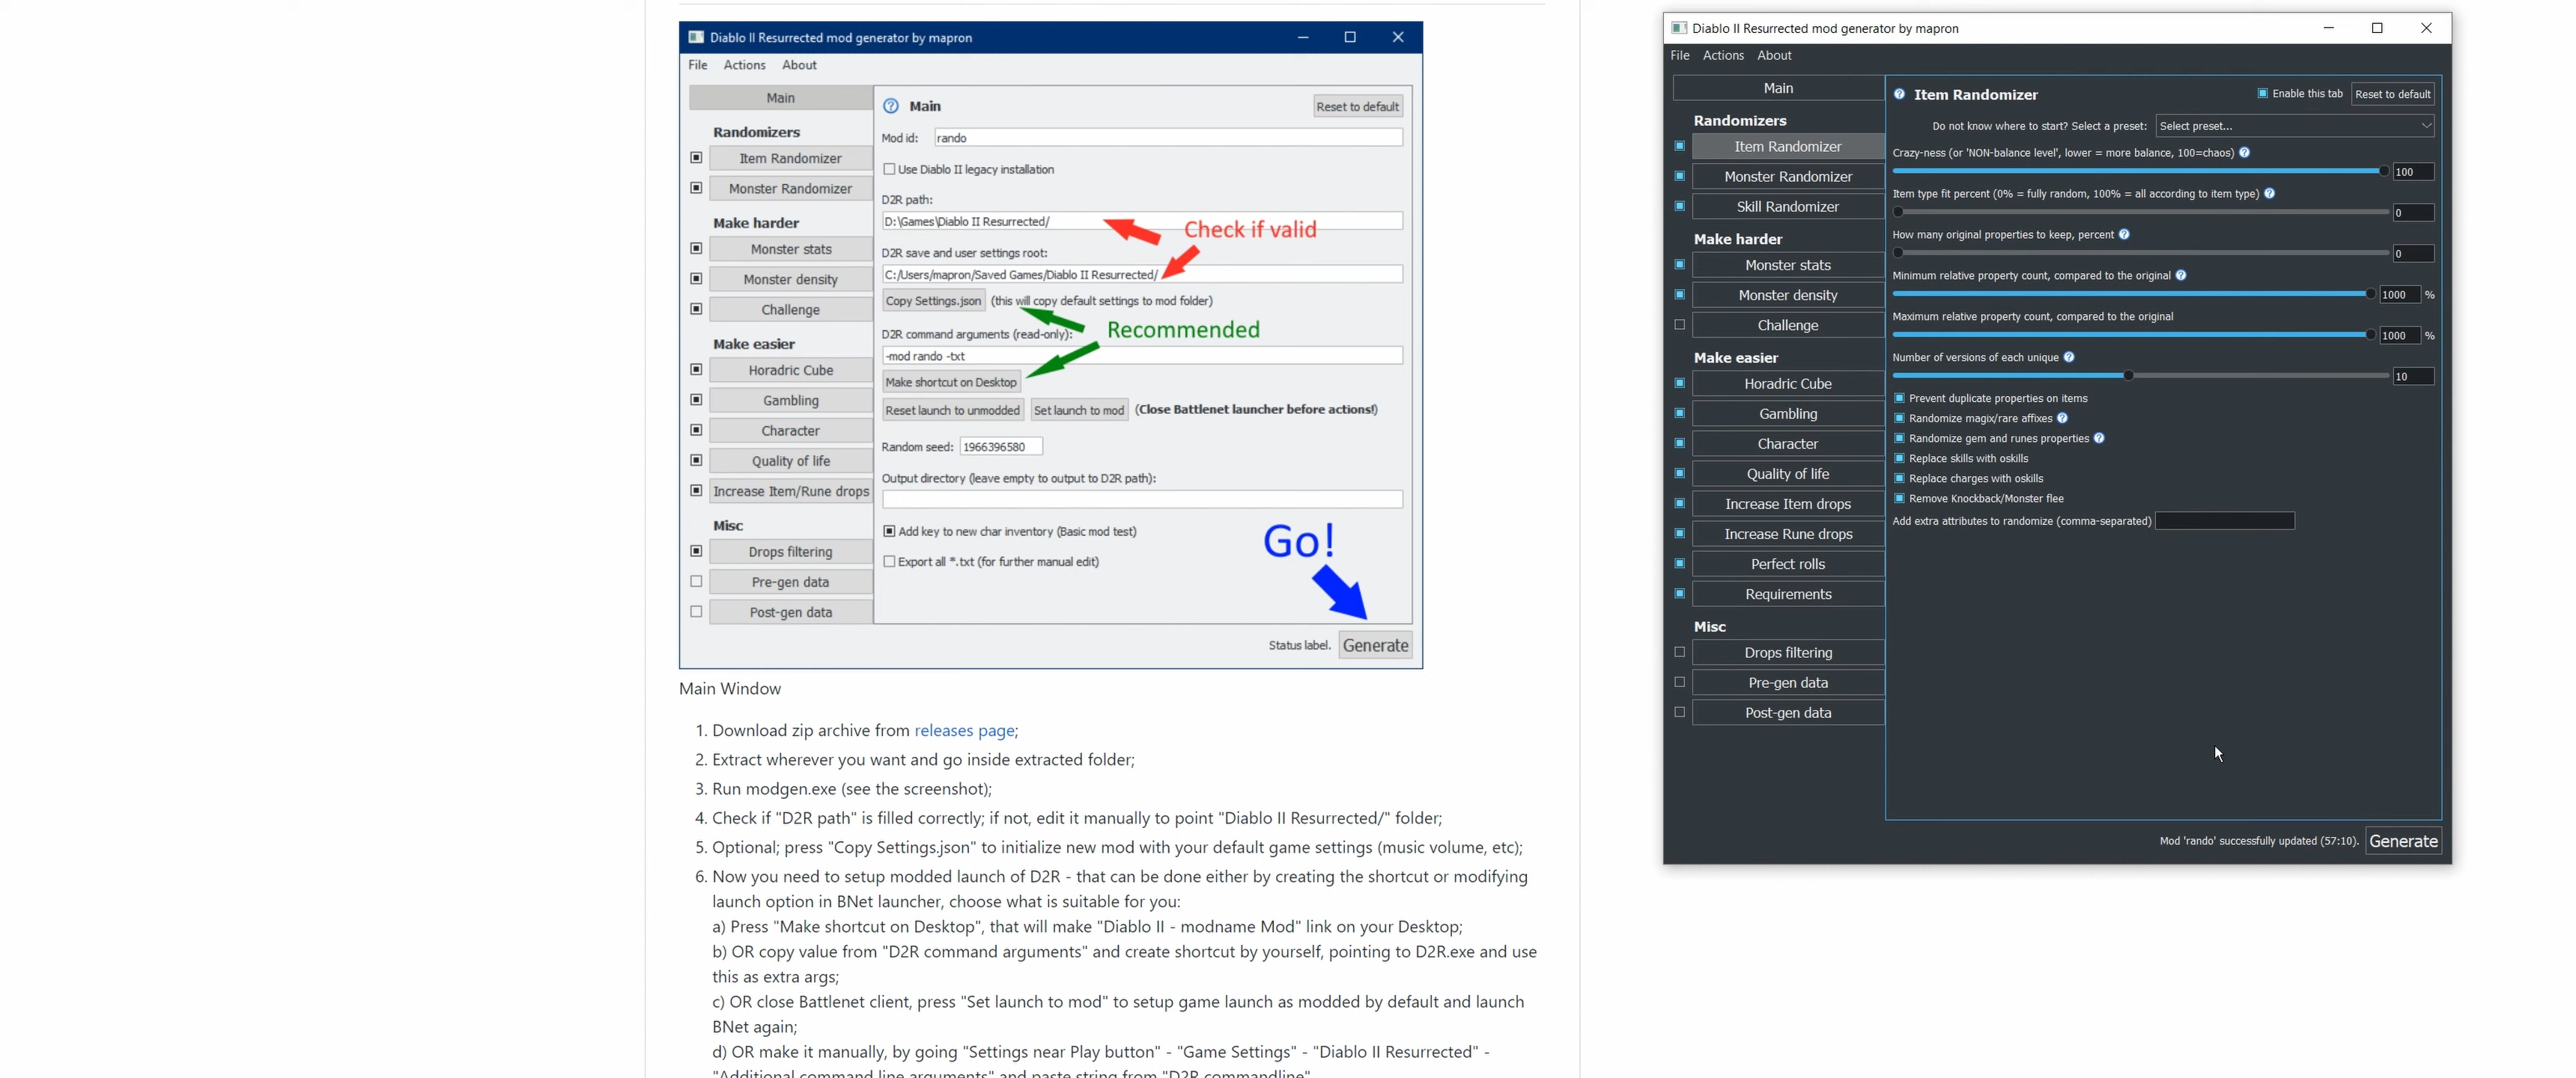 Diablo II Resurrected mod generator by mapron
File Actions About
Main
Randomizers
Item Randomizer
Monster Randomizer
Make harder
Monster stats
Monster density
Challenge
Make easier
Horadric Cube
Gambling
Character
Quality of life
Increase Item/Rune drops
Misc
Drops filtering
Pre-gen data
Post-gen data
Main
Reset to default
Mod id: rando
Use Diablo II legacy installation
D2R path:
D:\Games\Diablo II Resurrected/
Check if valid
D2R save and user settings root:
C:/Users/mapron/Saved Games/Diablo II Resurrected/
Copy Settings.json (this will copy default settings to mod folder)
Recommended
D2R command arguments (read-only):
-mod rando -txt
Make shortcut on Desktop
Reset launch to unmodded Set launch to mod (Close Battlenet launcher before actions!)
Random seed: 1966396580
Output directory (leave empty to output to D2R path):
Add key to new char inventory (Basic mod test)
Go!
Export all *.txt (for further manual edit)
Status label. Generate
Main Window
1. Download zip archive from releases page;
2. Extract wherever you want and go inside extracted folder;
3. Run modgen.exe (see the screenshot);
4. Check if "D2R path" is filled correctly; if not, edit it manually to point "Diablo II Resurrected/" folder;
5. Optional; press "Copy Settings.json" to initialize new mod with your default game settings (music volume, etc);
6. Now you need to setup modded launch of D2R - that can be done either by creating the shortcut or modifying
launch option in BNet launcher, choose what is suitable for you:
a) Press "Make shortcut on Desktop", that will make "Diablo II - modname Mod" link on your Desktop;
b) OR copy value from "D2R command arguments" and create shortcut by yourself, pointing to D2R.exe and use
this as extra args;
c) OR close Battlenet client, press "Set launch to mod" to setup game launch as modded by default and launch
BNet again;
d) OR make it manually, by going "Settings near Play button" - "Game Settings" - "Diablo II Resurrected" -
"Additional command line arguments" and paste string from "D2R commandline"
Diablo II Resurrected mod generator by mapron
File Actions About
Main
Randomizers
Item Randomizer
Monster Randomizer
Skill Randomizer
Make harder
Monster stats
Monster density
Challenge
Make easier
Horadric Cube
Gambling
Character
Quality of life
Increase Item drops
Increase Rune drops
Perfect rolls
Requirements
Misc
Drops filtering
Pre-gen data
Post-gen data
Item Randomizer
Enable this tab Reset to default
Do not know where to start? Select a preset: Select preset...
Crazy-ness (or 'NON-balance level', lower = more balance, 100=chaos)
100
Item type fit percent (0% = fully random, 100% = all according to item type)
0
How many original properties to keep, percent
0
Minimum relative property count, compared to the original
1000 %
Maximum relative property count, compared to the original
1000 %
Number of versions of each unique
10
Prevent duplicate properties on items
Randomize magix/rare affixes
Randomize gem and runes properties
Replace skills with oskills
Replace charges with oskills
Remove Knockback/Monster flee
Add extra attributes to randomize (comma-separated)
Mod 'rando' successfully updated (57:10). Generate